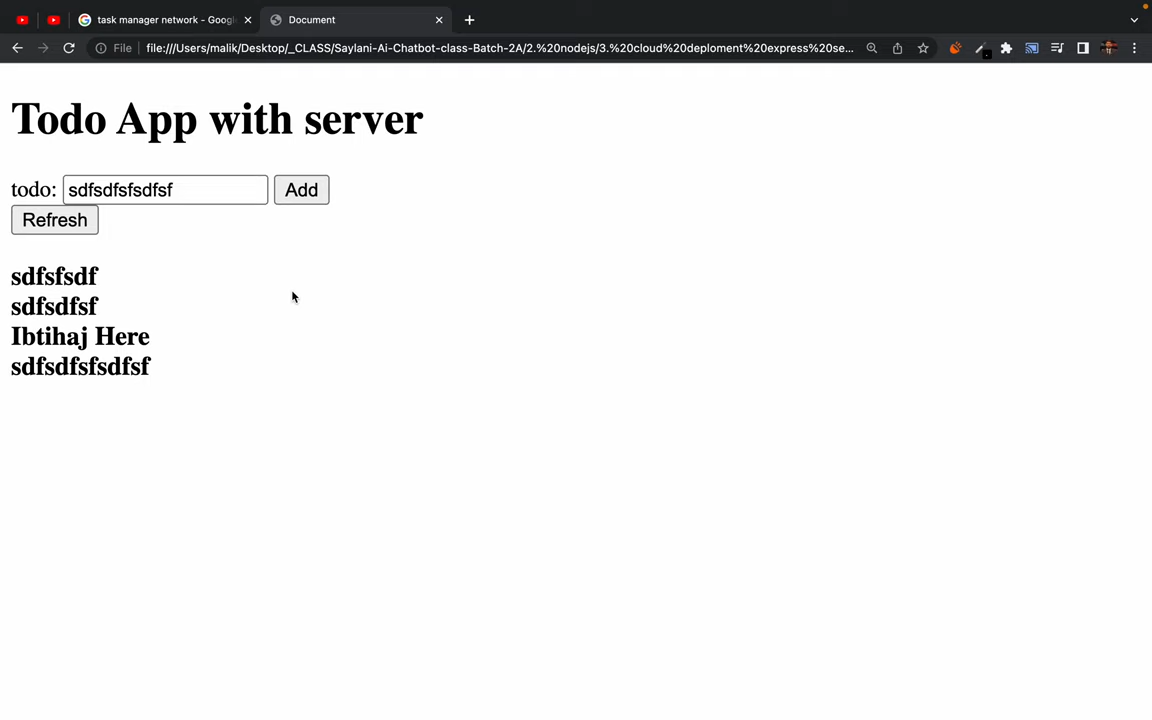 task manager network - Googl
Document
File
file:///Users/malik/Desktop/_CLASS/Saylani-Ai-Chatbot-class-Batch-2A/2.%20nodejs/3.%20cloud%20deploment%20express%20se...
Todo App with server
todo: sdfsdfsfsdfsf Add
Refresh
sdfsfsdf
sdfsdfsf
Ibtihaj Here
sdfsdfsfsdfsf